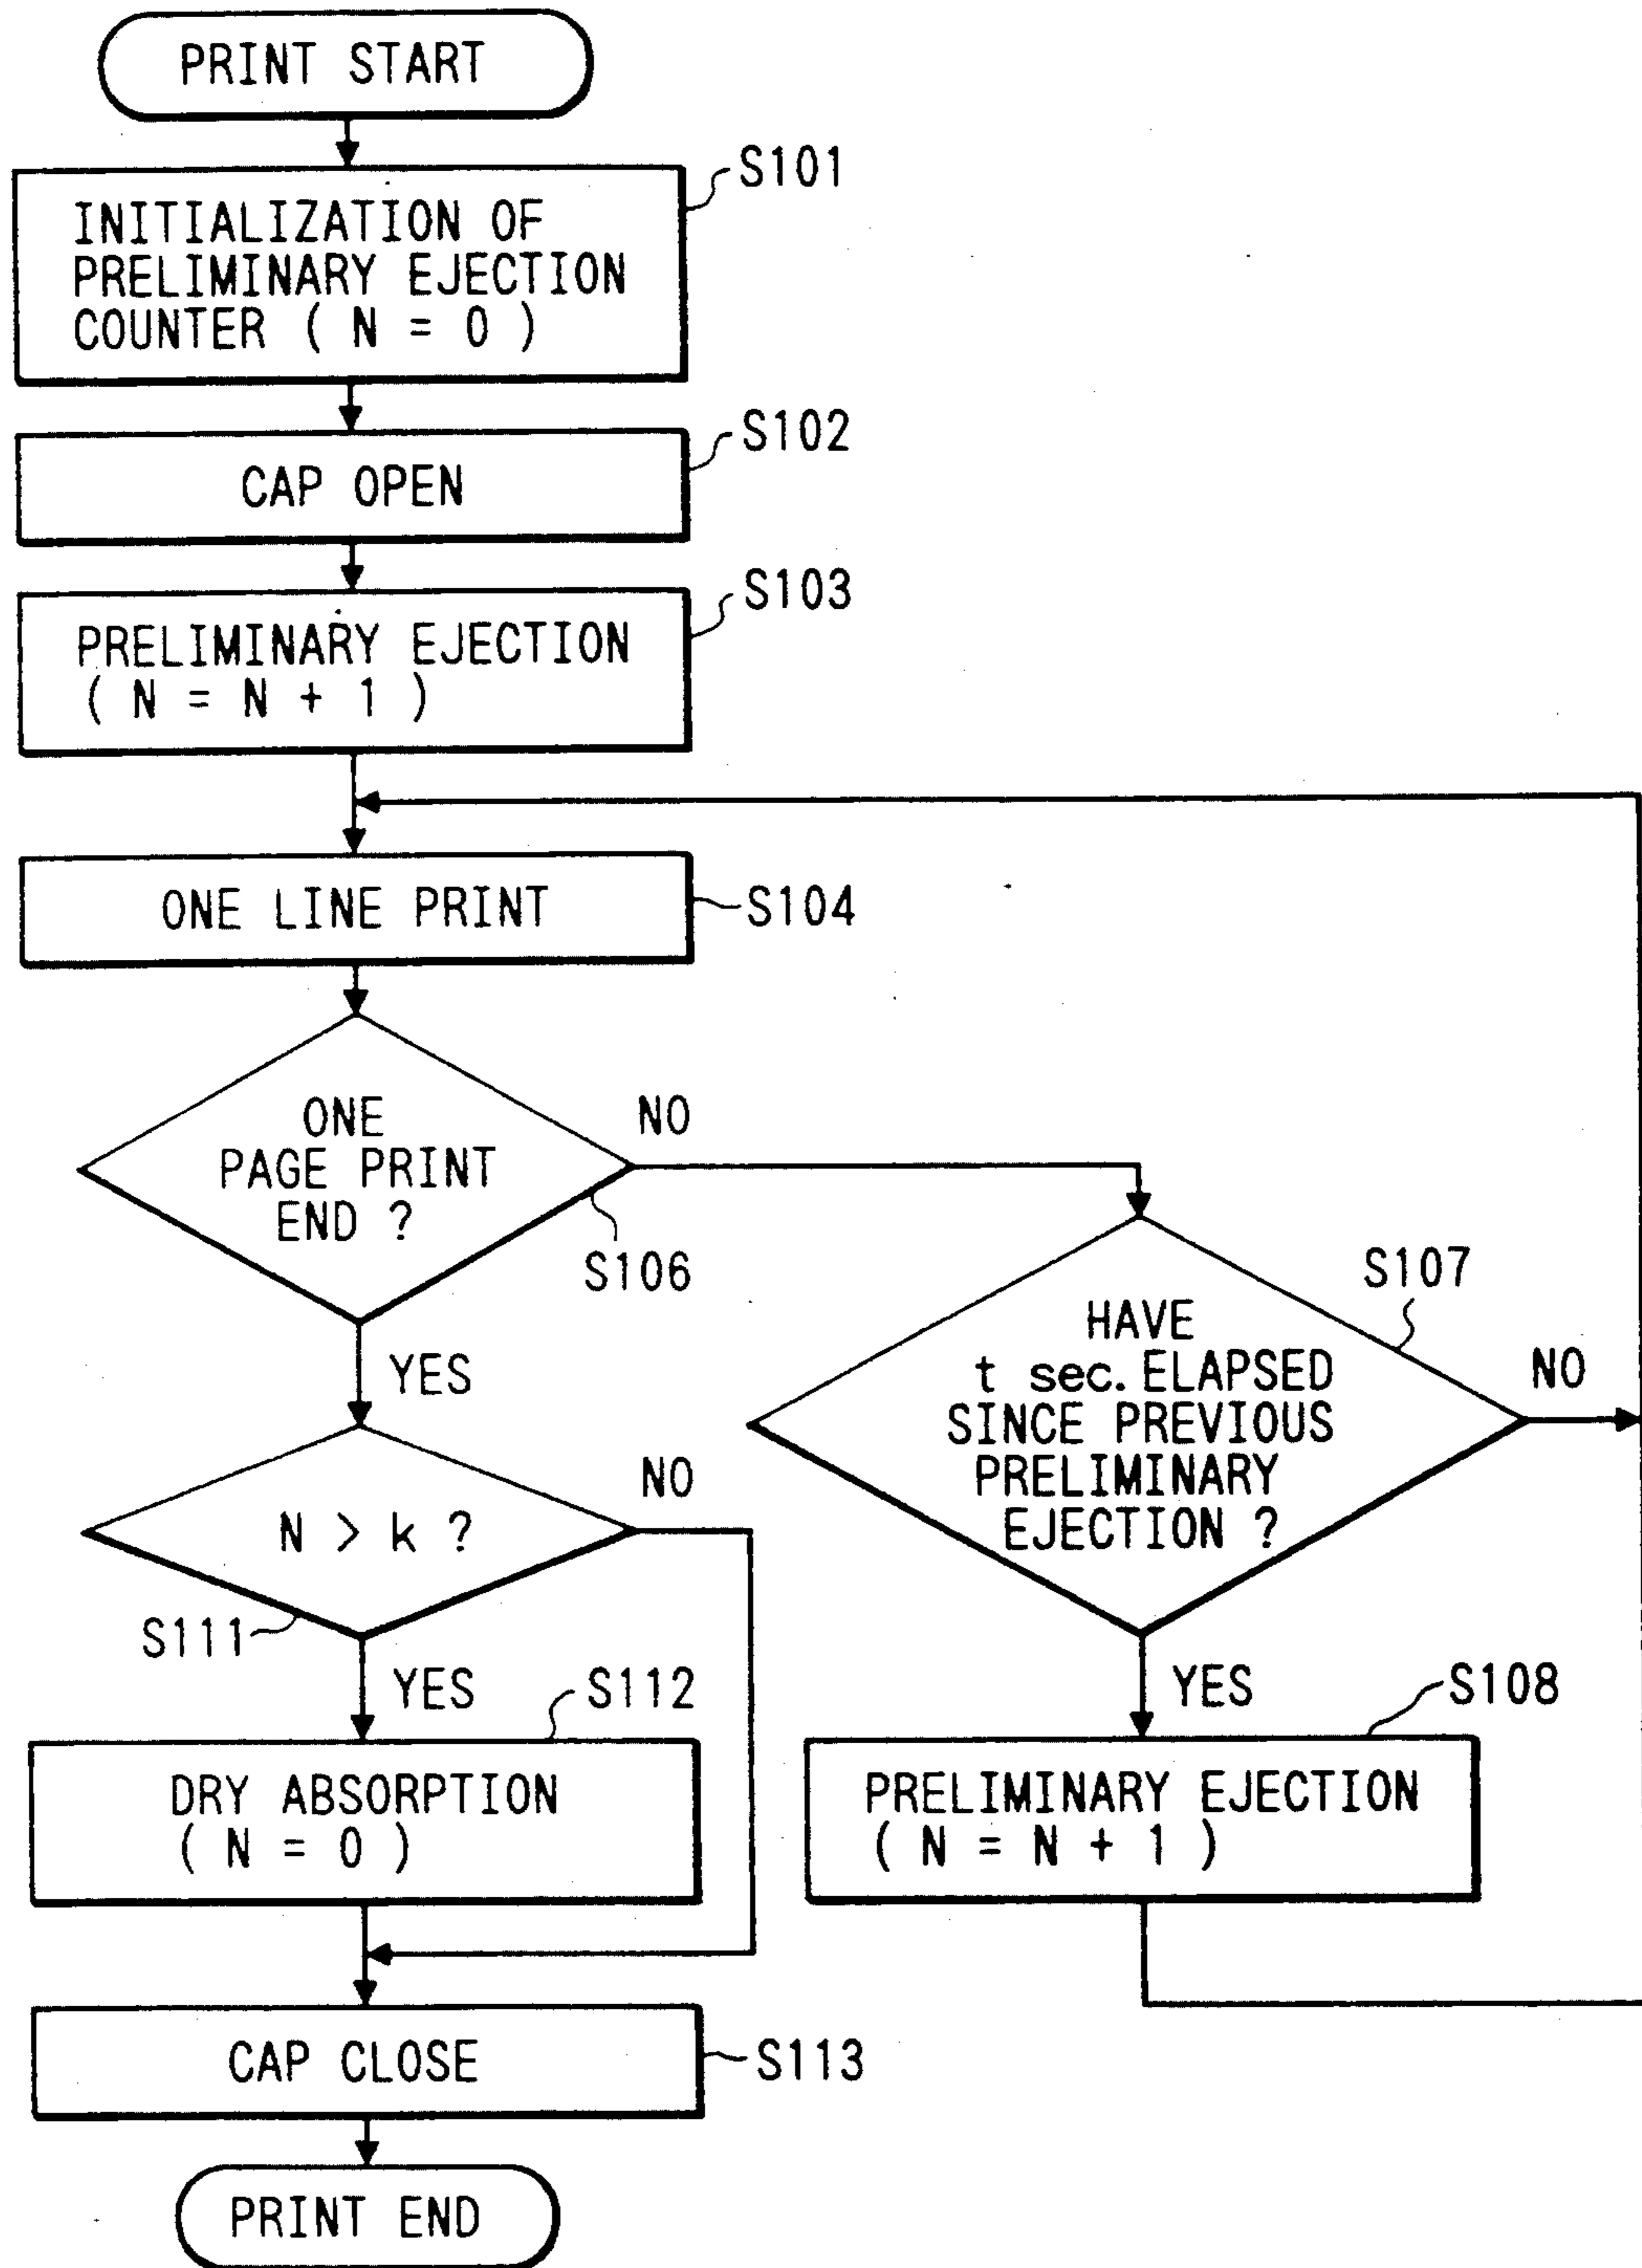 PRINT START
S101
INITIALIZATION OF
PRELIMINARY EJECTION
COUNTER ( N = 0 )
S102
CAP OPEN
S103
PRELIMINARY EJECTION
( N = N + 1 )
ONE LINE PRINT
S104
ONE
PAGE PRINT
END ?
NO
S106
YES
S107
HAVE
t sec. ELAPSED
SINCE PREVIOUS
PRELIMINARY
EJECTION ?
NO
YES
S108
PRELIMINARY EJECTION
( N = N + 1 )
N > k ?
NO
S111
YES
S112
DRY ABSORPTION
( N = 0 )
CAP CLOSE
S113
PRINT END